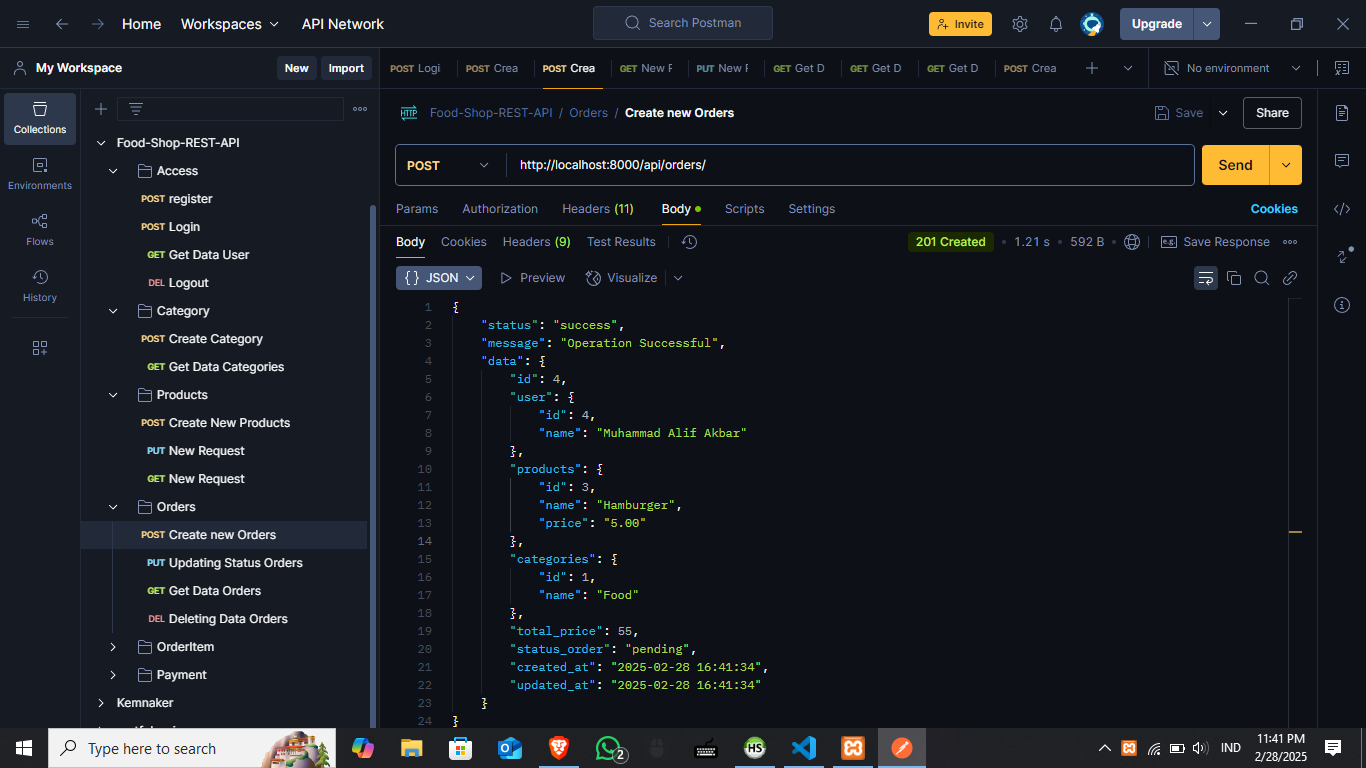 Home Workspaces API Network Search Postman Invite Upgrade
My Workspace New Import POST Logi POST Crea POST Crea GET New F PUT New F GET Get D GET Get D GET Get D POST Crea No environment
Collections
Environments
Flows
History
Food-Shop-REST-API
Access
POST register
POST Login
GET Get Data User
DEL Logout
Category
POST Create Category
GET Get Data Categories
Products
POST Create New Products
PUT New Request
GET New Request
Orders
POST Create new Orders
PUT Updating Status Orders
GET Get Data Orders
DEL Deleting Data Orders
OrderItem
Payment
Kemnaker
HTTP Food-Shop-REST-API / Orders / Create new Orders Save Share
POST http://localhost:8000/api/orders/ Send
Params Authorization Headers (11) Body Scripts Settings Cookies
Body Cookies Headers (9) Test Results 201 Created 1.21 s 592 B e.g. Save Response
{} JSON Preview Visualize
1 {
2 "status": "success",
3 "message": "Operation Successful",
4 "data": {
5 "id": 4,
6 "user": {
7 "id": 4,
8 "name": "Muhammad Alif Akbar"
9 },
10 "products": {
11 "id": 3,
12 "name": "Hamburger",
13 "price": "5.00"
14 },
15 "categories": {
16 "id": 1,
17 "name": "Food"
18 },
19 "total_price": 55,
20 "status_order": "pending",
21 "created_at": "2025-02-28 16:41:34",
22 "updated_at": "2025-02-28 16:41:34"
23 }
24 }
Type here to search 2 HS IND 11:41 PM
2/28/2025